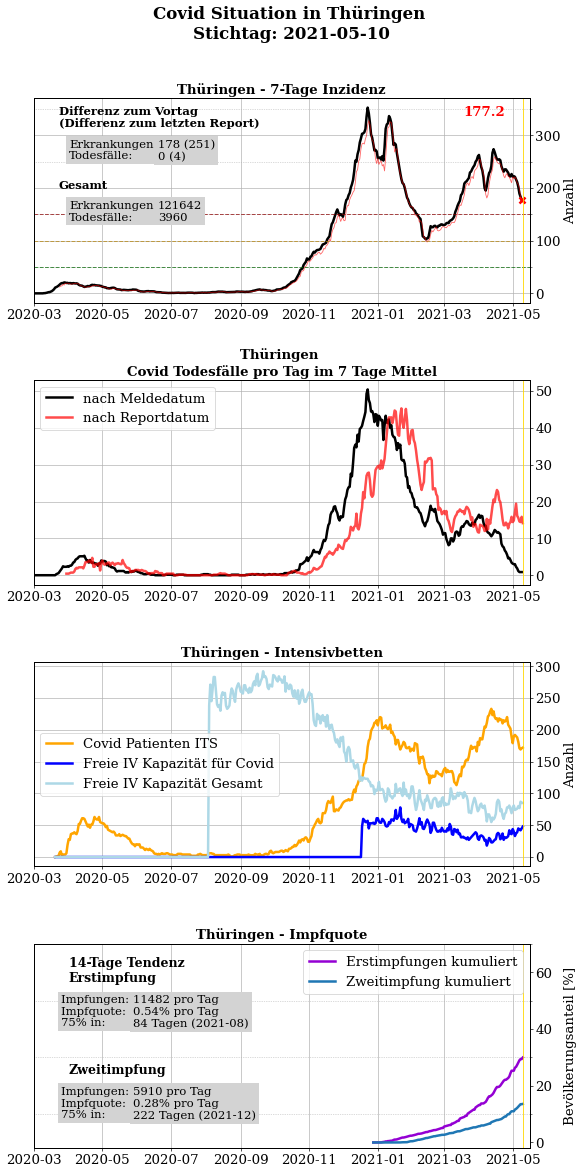 Covid Situation in Thüringen
Stichtag: 2021-05-10
Thüringen - 7-Tage Inzidenz
Differenz zum Vortag
(Differenz zum letzten Report)
Erkrankungen 178 (251)
Todesfälle: 0 (4)
Gesamt
Erkrankungen 121642
Todesfälle: 3960
177.2
300
200
100
0
Anzahl
2020-03 2020-05 2020-07 2020-09 2020-11 2021-01 2021-03 2021-05
Thüringen
Covid Todesfälle pro Tag im 7 Tage Mittel
nach Meldedatum
nach Reportdatum
50
40
30
20
10
0
2020-03 2020-05 2020-07 2020-09 2020-11 2021-01 2021-03 2021-05
Thüringen - Intensivbetten
Covid Patienten ITS
Freie IV Kapazität für Covid
Freie IV Kapazität Gesamt
300
250
200
150
100
50
0
Anzahl
2020-03 2020-05 2020-07 2020-09 2020-11 2021-01 2021-03 2021-05
Thüringen - Impfquote
14-Tage Tendenz
Erstimpfung
Impfungen: 11482 pro Tag
Impfquote: 0.54% pro Tag
75% in: 84 Tagen (2021-08)
Zweitimpfung
Impfungen: 5910 pro Tag
Impfquote: 0.28% pro Tag
75% in: 222 Tagen (2021-12)
Erstimpfungen kumuliert
Zweitimpfung kumuliert
60
40
20
0
Bevölkerungsanteil [%]
2020-03 2020-05 2020-07 2020-09 2020-11 2021-01 2021-03 2021-05